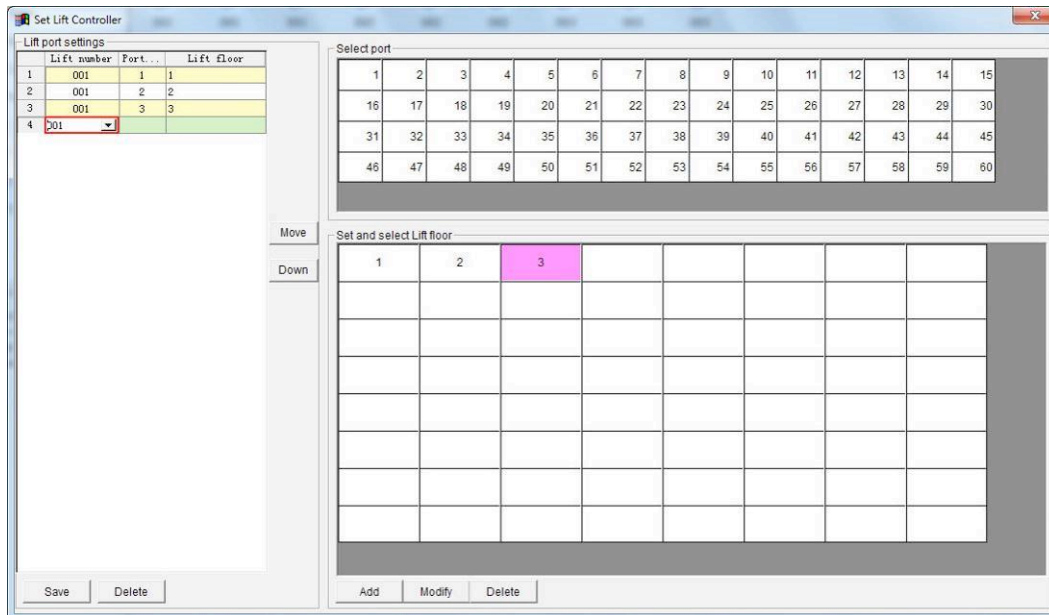 Set Lift Controller
Lift port settings
Lift number Port... Lift floor
1 001 1 1
2 001 2 2
3 001 3 3
4 001
Save Delete
Move
Down
Select port
1 2 3 4 5 6 7 8 9 10 11 12 13 14 15
16 17 18 19 20 21 22 23 24 25 26 27 28 29 30
31 32 33 34 35 36 37 38 39 40 41 42 43 44 45
46 47 48 49 50 51 52 53 54 55 56 57 58 59 60
Set and select Lift floor
1 2 3
Add Modify Delete